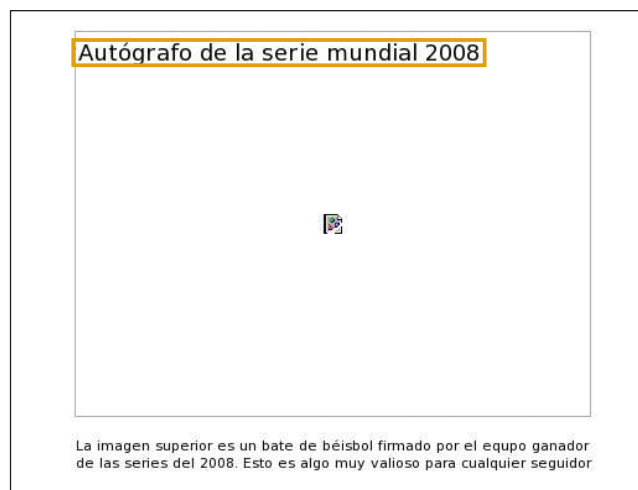 Autógrafo de la serie mundial 2008
La imagen superior es un bate de béisbol firmado por el equpo ganador
de las series del 2008. Esto es algo muy valioso para cualquier seguidor